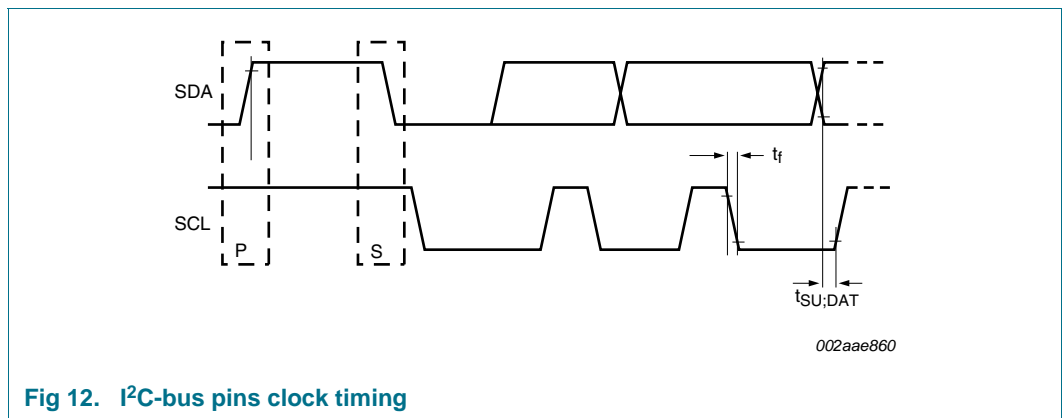 SDA
t_f
SCL
P
S
t_SU;DAT
002aae860
Fig 12. I²C-bus pins clock timing